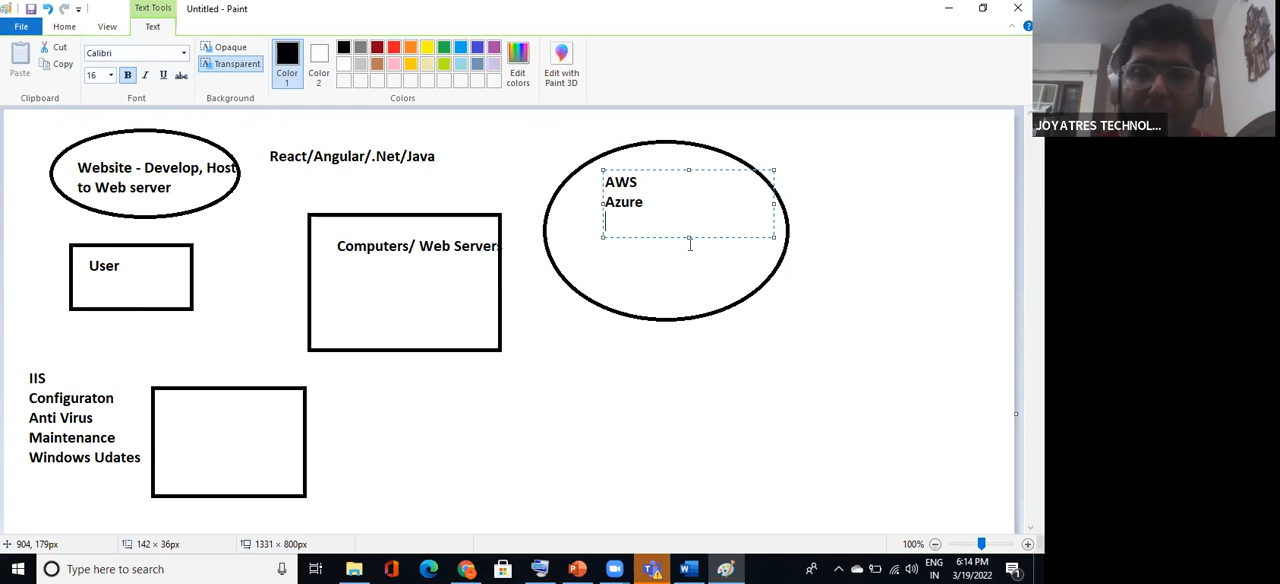 Text Tools
Untitled - Paint
File
Home
View
Text
Paste
Cut
Copy
Clipboard
Calibri
16
B
I
U
abc
Font
Opaque
Transparent
Background
Color
1
Color
2
Edit
colors
Edit with
Paint 3D
Colors
JOYATRES TECHNOL...
Website - Develop, Host
to Web server
React/Angular/.Net/Java
AWS
Azure
Computers/ Web Servers
User
IIS
Configuraton
Anti Virus
Maintenance
Windows Udates
904, 179px
142 × 36px
1331 × 800px
100%
Type here to search
ENG
IN
6:14 PM
3/19/2022
1